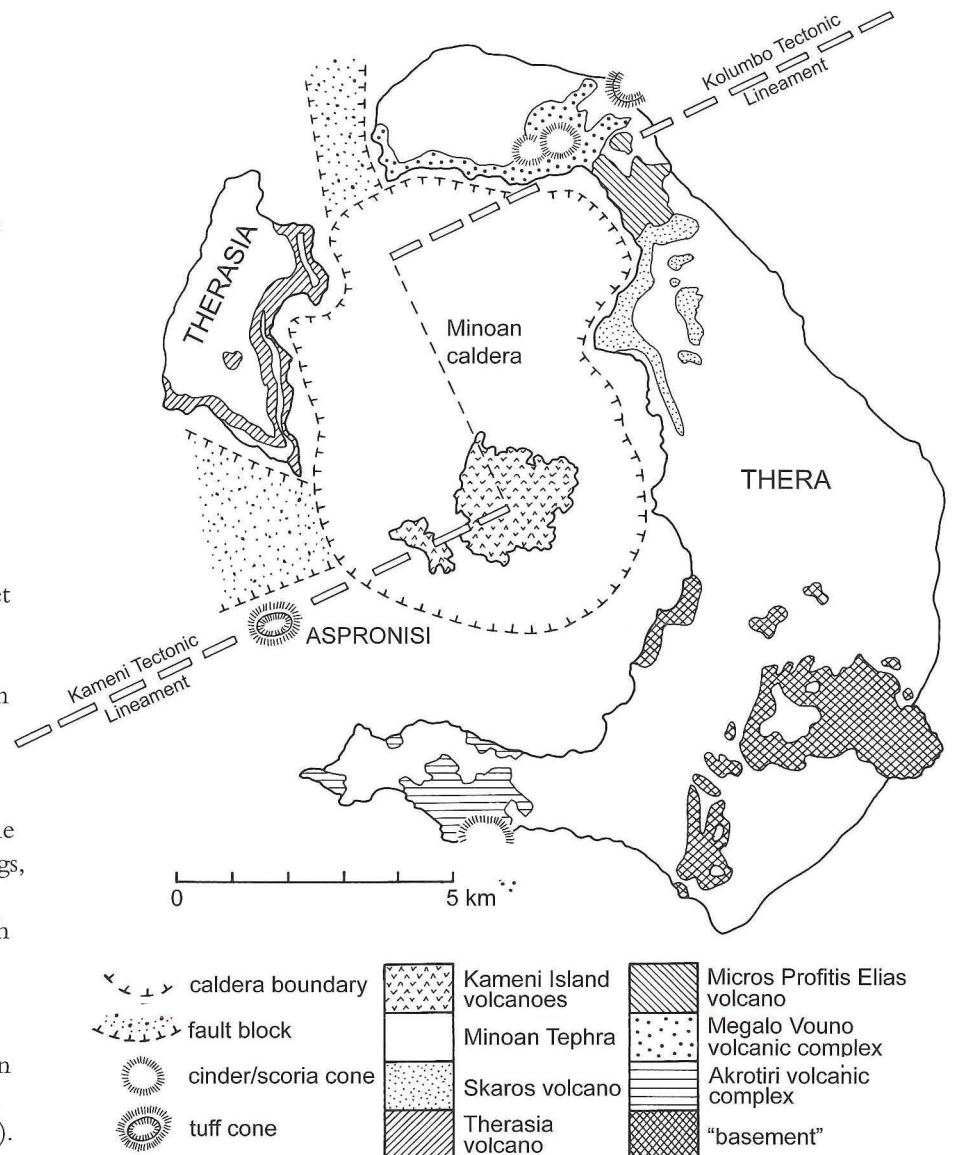 Kolumbo Tectonic
Lineament
THERASIA
Minoan
caldera
THERA
ASPRONISI
Kameni Tectonic
Lineament
0 5 km
caldera boundary
fault block
cinder/scoria cone
tuff cone
Kameni Island
volcanoes
Minoan Tephra
Skaros volcano
Therasia
volcano
Micros Profitis Elias
volcano
Megalo Vouno
volcanic complex
Akrotiri volcanic
complex
"basement"